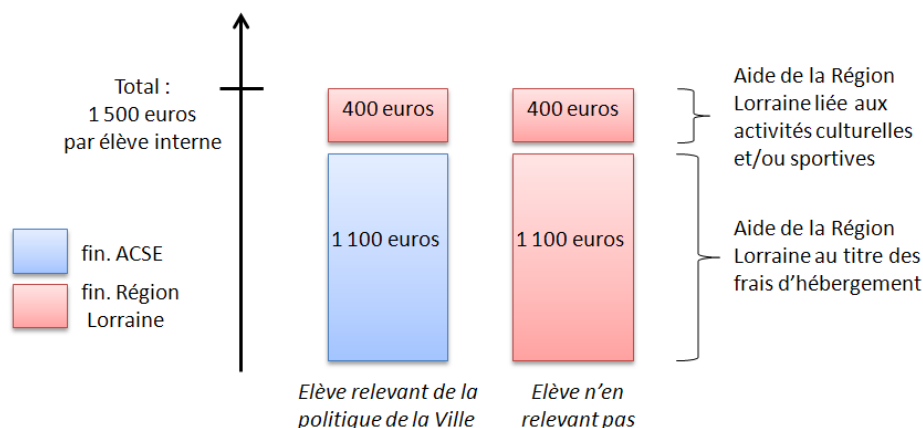 Total :
1 500 euros
par élève interne
400 euros
400 euros
Aide de la Région
Lorraine liée aux
activités culturelles
et/ou sportives
1 100 euros
1 100 euros
Aide de la Région
Lorraine au titre des
frais d’hébergement
fin. ACSE
fin. Région
Lorraine
Elève relevant de la
politique de la Ville
Elève n’en
relevant pas